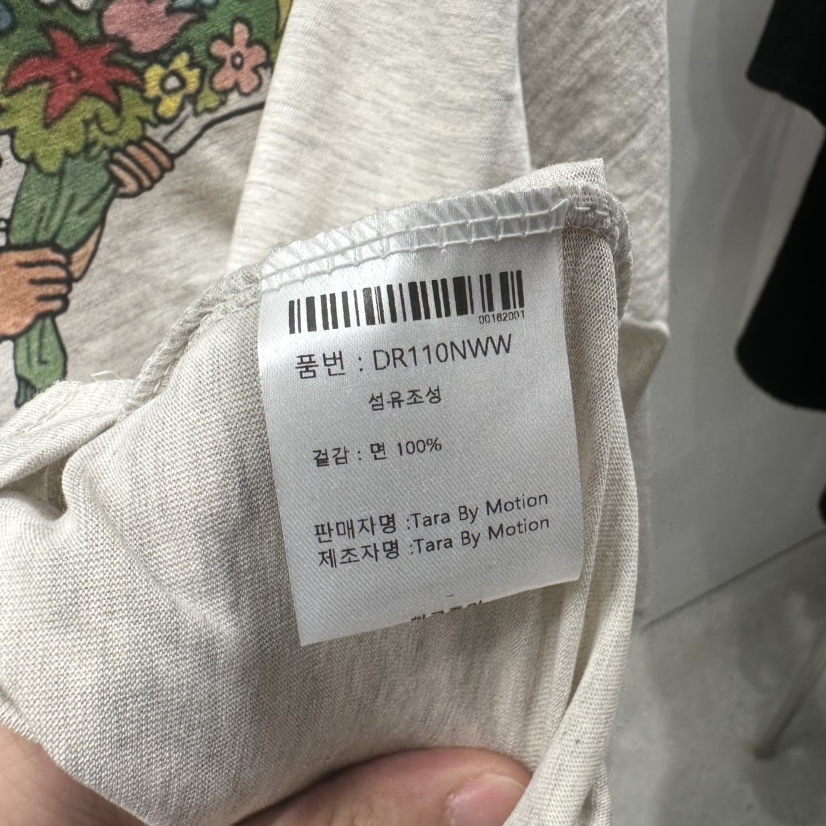 00182001
품번 : DR110NWW
섬유조성
겉감 : 면 100%
판매자명 :Tara By Motion
제조자명 :Tara By Motion